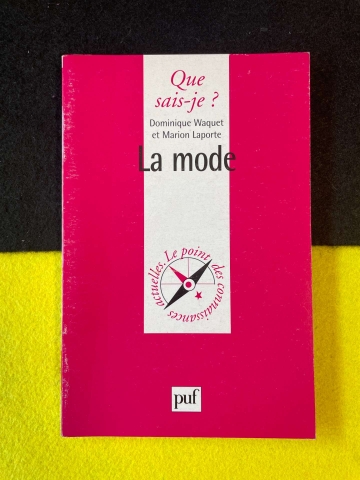 Que
sais-je ?
Dominique Waquet
et Marion Laporte
La mode
Le point des connaissances actuelles.
puf